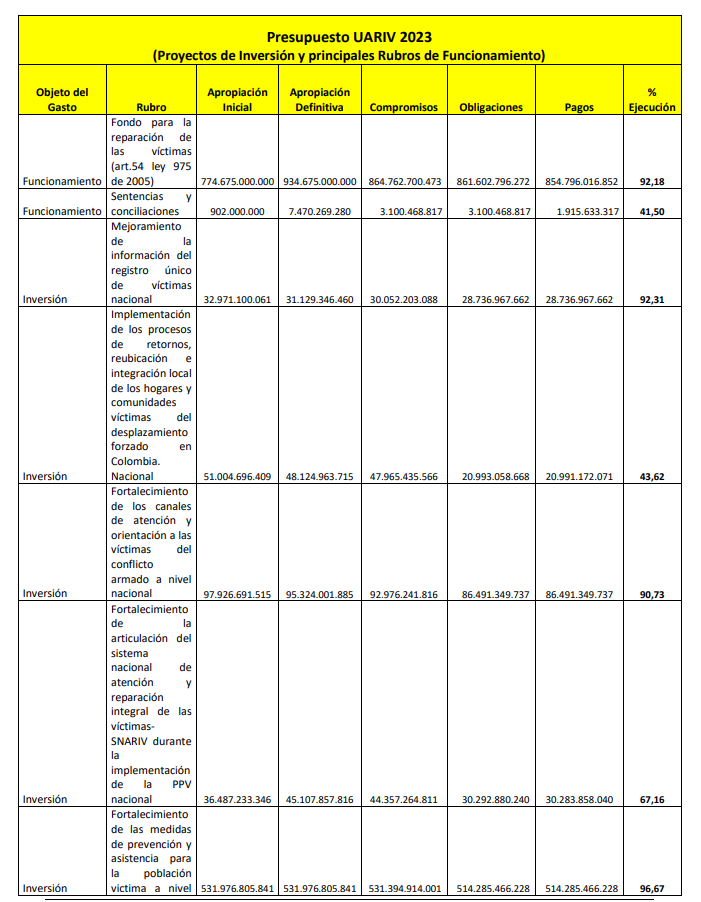 Presupuesto UARIV 2023
(Proyectos de Inversión y principales Rubros de Funcionamiento)
Objeto del
Gasto
Rubro
Apropiación
Inicial
Apropiación
Definitiva
Compromisos
Obligaciones
Pagos
%
Ejecución
Funcionamiento
Fondo para la
reparación de
las víctimas
(art.54 ley 975
de 2005)
774.675.000.000
934.675.000.000
864.762.700.473
861.602.796.272
854.796.016.852
92,18
Funcionamiento
Sentencias y
conciliaciones
902.000.000
7.470.269.280
3.100.468.817
3.100.468.817
1.915.633.317
41,50
Inversión
Mejoramiento
de la
información del
registro único
de víctimas
nacional
32.971.100.061
31.129.346.460
30.052.203.088
28.736.967.662
28.736.967.662
92,31
Inversión
Implementación
de los procesos
de retornos,
reubicación e
integración local
de los hogares y
comunidades
víctimas del
desplazamiento
forzado en
Colombia.
Nacional
51.004.696.409
48.124.963.715
47.965.435.566
20.993.058.668
20.991.172.071
43,62
Inversión
Fortalecimiento
de los canales
de atención y
orientación a las
víctimas del
conflicto
armado a nivel
nacional
97.926.691.515
95.324.001.885
92.976.241.816
86.491.349.737
86.491.349.737
90,73
Inversión
Fortalecimiento
de la
articulación del
sistema
nacional de
atención y
reparación
integral de las
víctimas-
SNARIV durante
la
implementación
de la PPV
nacional
36.487.233.346
45.107.857.816
44.357.264.811
30.292.880.240
30.283.858.040
67,16
Inversión
Fortalecimiento
de las medidas
de prevención y
asistencia para
la población
victima a nivel
531.976.805.841
531.976.805.841
531.394.914.001
514.285.466.228
514.285.466.228
96,67